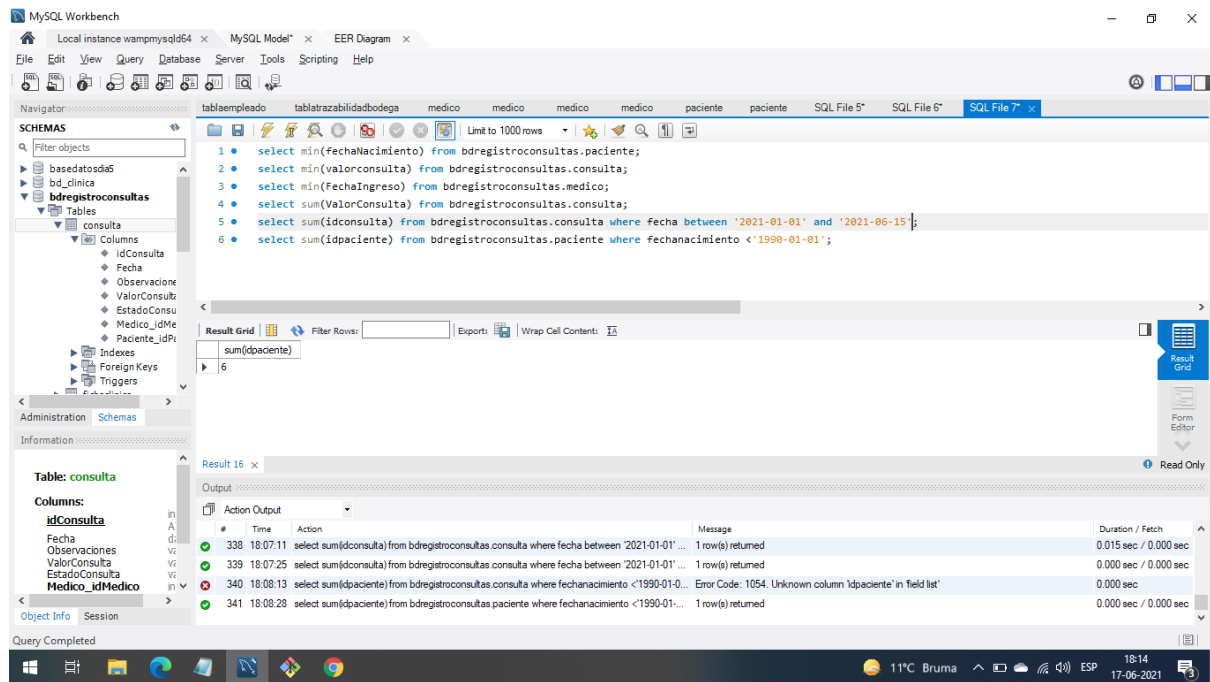 MySQL Workbench
Local instance wampmysqld64 × MySQL Model* × EER Diagram ×
File Edit View Query Database Server Tools Scripting Help
Navigator
tablaempleado tablatrazabilidadbodega medico medico medico medico paciente paciente SQL File 5* SQL File 6* SQL File 7* ×
SCHEMAS
Limit to 1000 rows
Filter objects
basedatosdia5
bd_clinica
bdregistroconsultas
Tables
consulta
Columns
idConsulta
Fecha
Observacione
ValorConsulta
EstadoConsu
Medico_idMe
Paciente_idPa
Indexes
Foreign Keys
Triggers
1 select min(fechaNacimiento) from bdregistroconsultas.paciente;
2 select min(valorconsulta) from bdregistroconsultas.consulta;
3 select min(FechaIngreso) from bdregistroconsultas.medico;
4 select sum(ValorConsulta) from bdregistroconsultas.consulta;
5 select sum(idconsulta) from bdregistroconsultas.consulta where fecha between '2021-01-01' and '2021-06-15';
6 select sum(idpaciente) from bdregistroconsultas.paciente where fechanacimiento <'1990-01-01';
Result Grid Filter Rows: Export: Wrap Cell Content:
sum(idpaciente)
6
Result Grid
Form Editor
Administration Schemas
Information
Table: consulta
Columns:
idConsulta
Fecha
Observaciones
ValorConsulta
EstadoConsulta
Medico_idMedico
Object Info Session
Result 16 ×
Read Only
Output
Action Output
# Time Action Message Duration / Fetch
338 18:07:11 select sum(idconsulta) from bdregistroconsultas.consulta where fecha between '2021-01-01' ... 1 row(s) returned 0.015 sec / 0.000 sec
339 18:07:25 select sum(idconsulta) from bdregistroconsultas.consulta where fecha between '2021-01-01' ... 1 row(s) returned 0.000 sec / 0.000 sec
340 18:08:13 select sum(idpaciente) from bdregistroconsultas.consulta where fechanacimiento <'1990-01-0... Error Code: 1054. Unknown column 'idpaciente' in 'field list' 0.000 sec
341 18:08:28 select sum(idpaciente) from bdregistroconsultas.paciente where fechanacimiento <'1990-01-... 1 row(s) returned 0.000 sec / 0.000 sec
Query Completed
11°C Bruma
ESP
18:14
17-06-2021